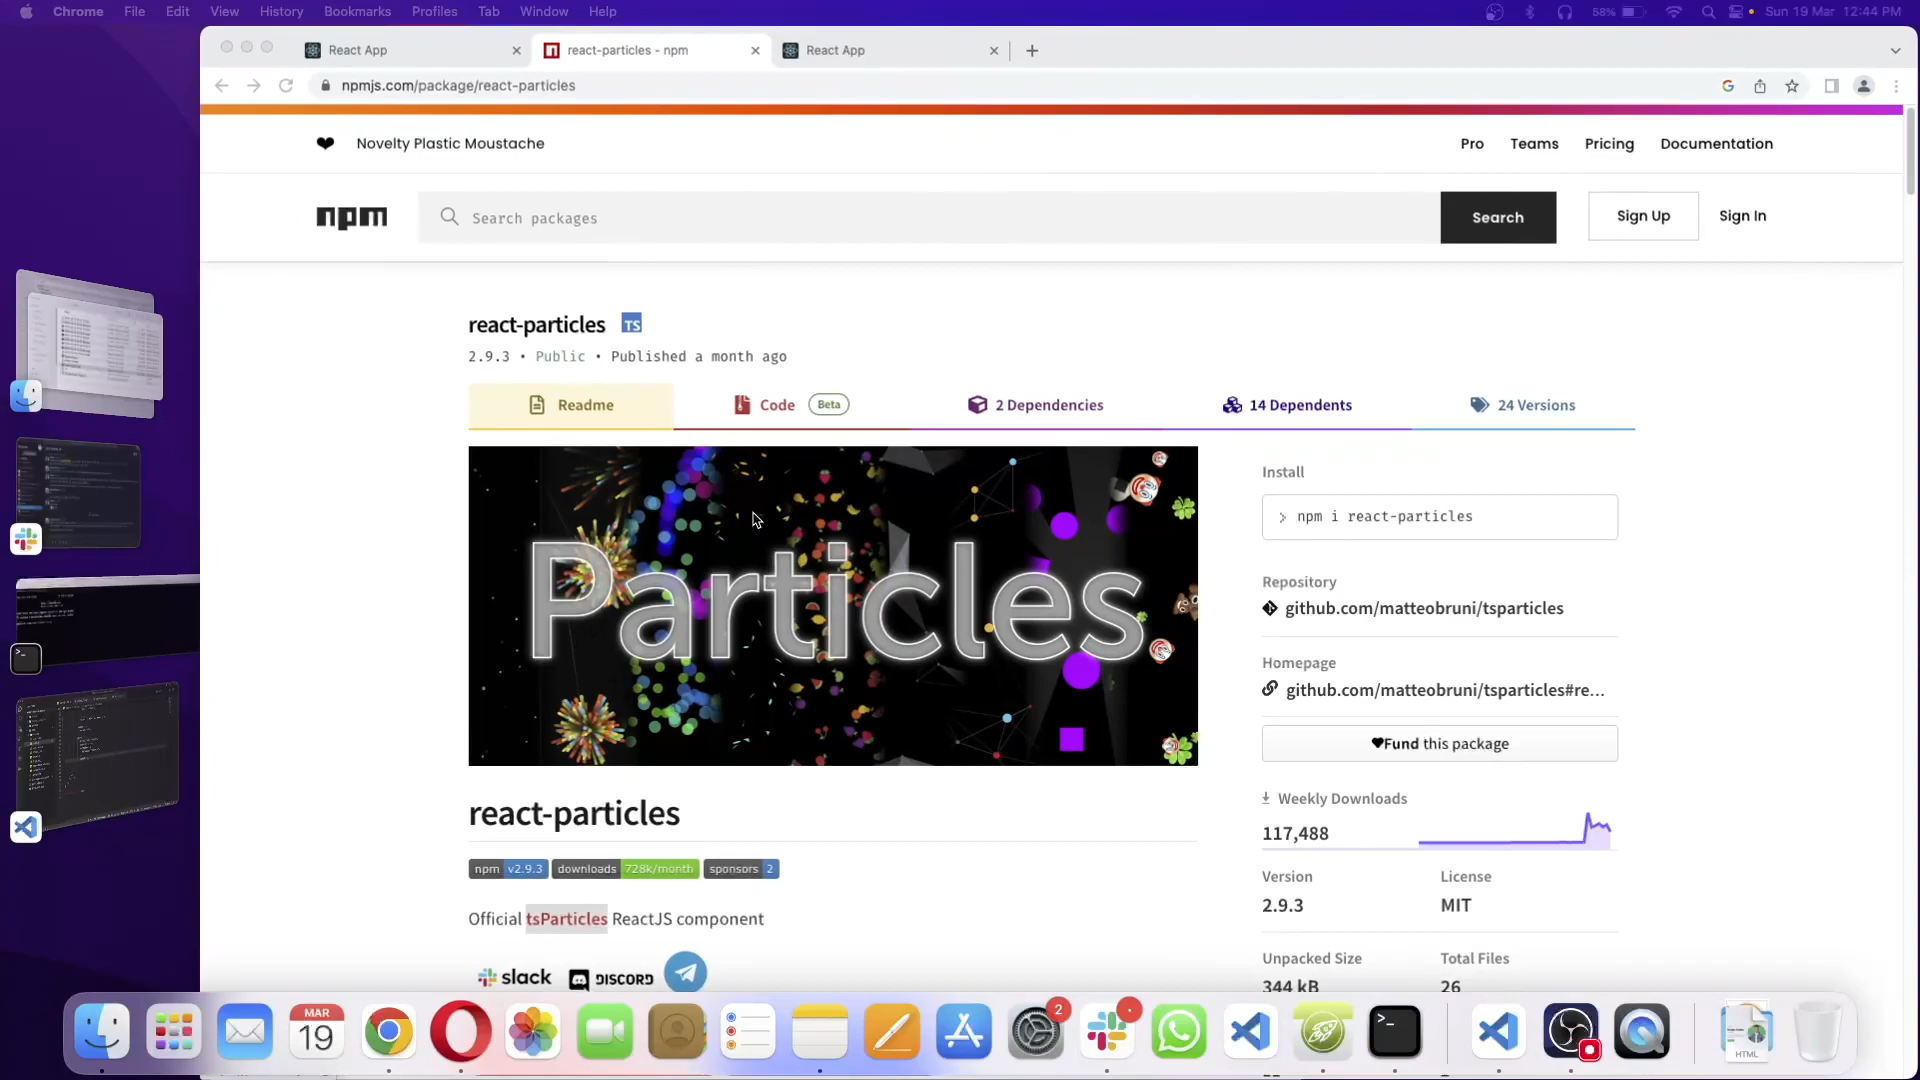 Chrome File Edit View History Bookmarks Profiles Tab Window Help 58% Sun 19 Mar 12:44 PM
React App react-particles - npm React App
npmjs.com/package/react-particles
Novelty Plastic Moustache Pro Teams Pricing Documentation
npm Search packages Search Sign Up Sign In
react-particles TS
2.9.3 • Public • Published a month ago
Readme Code Beta 2 Dependencies 14 Dependents 24 Versions
Particles
Install
npm i react-particles
Repository
github.com/matteobruni/tsparticles
Homepage
github.com/matteobruni/tsparticles#re...
Fund this package
react-particles
Weekly Downloads
117,488
npm v2.9.3 downloads 728k/month sponsors 2
Version License
2.9.3 MIT
Official tsParticles ReactJS component
Unpacked Size Total Files
344 kB 26
slack DISCORD
MAR
19
2
HTML